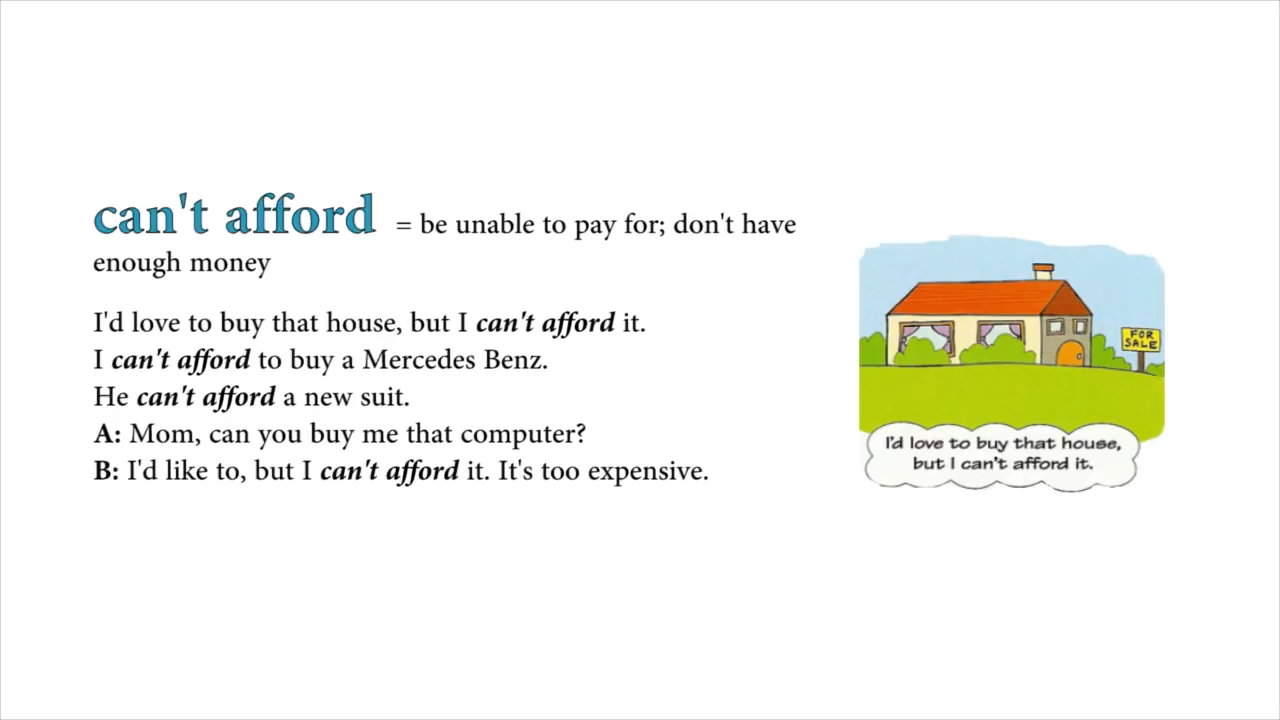 can't afford = be unable to pay for; don't have
enough money
I'd love to buy that house, but I can't afford it.
I can't afford to buy a Mercedes Benz.
He can't afford a new suit.
A: Mom, can you buy me that computer?
B: I'd like to, but I can't afford it. It's too expensive.
FOR
SALE
I'd love to buy that house,
but I can't afford it.